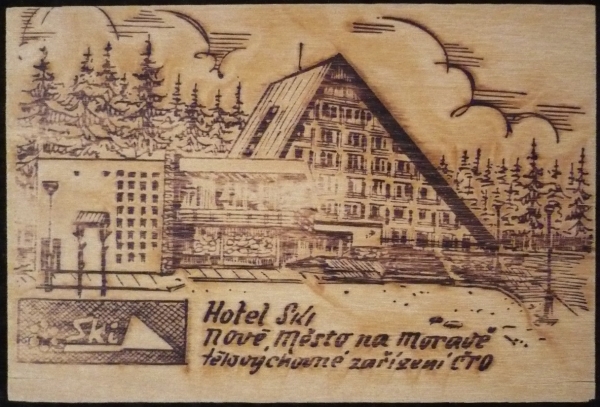 Ski
Hotel Ski
Nové Město na Moravě
tělovýchovné zařízení ČTO